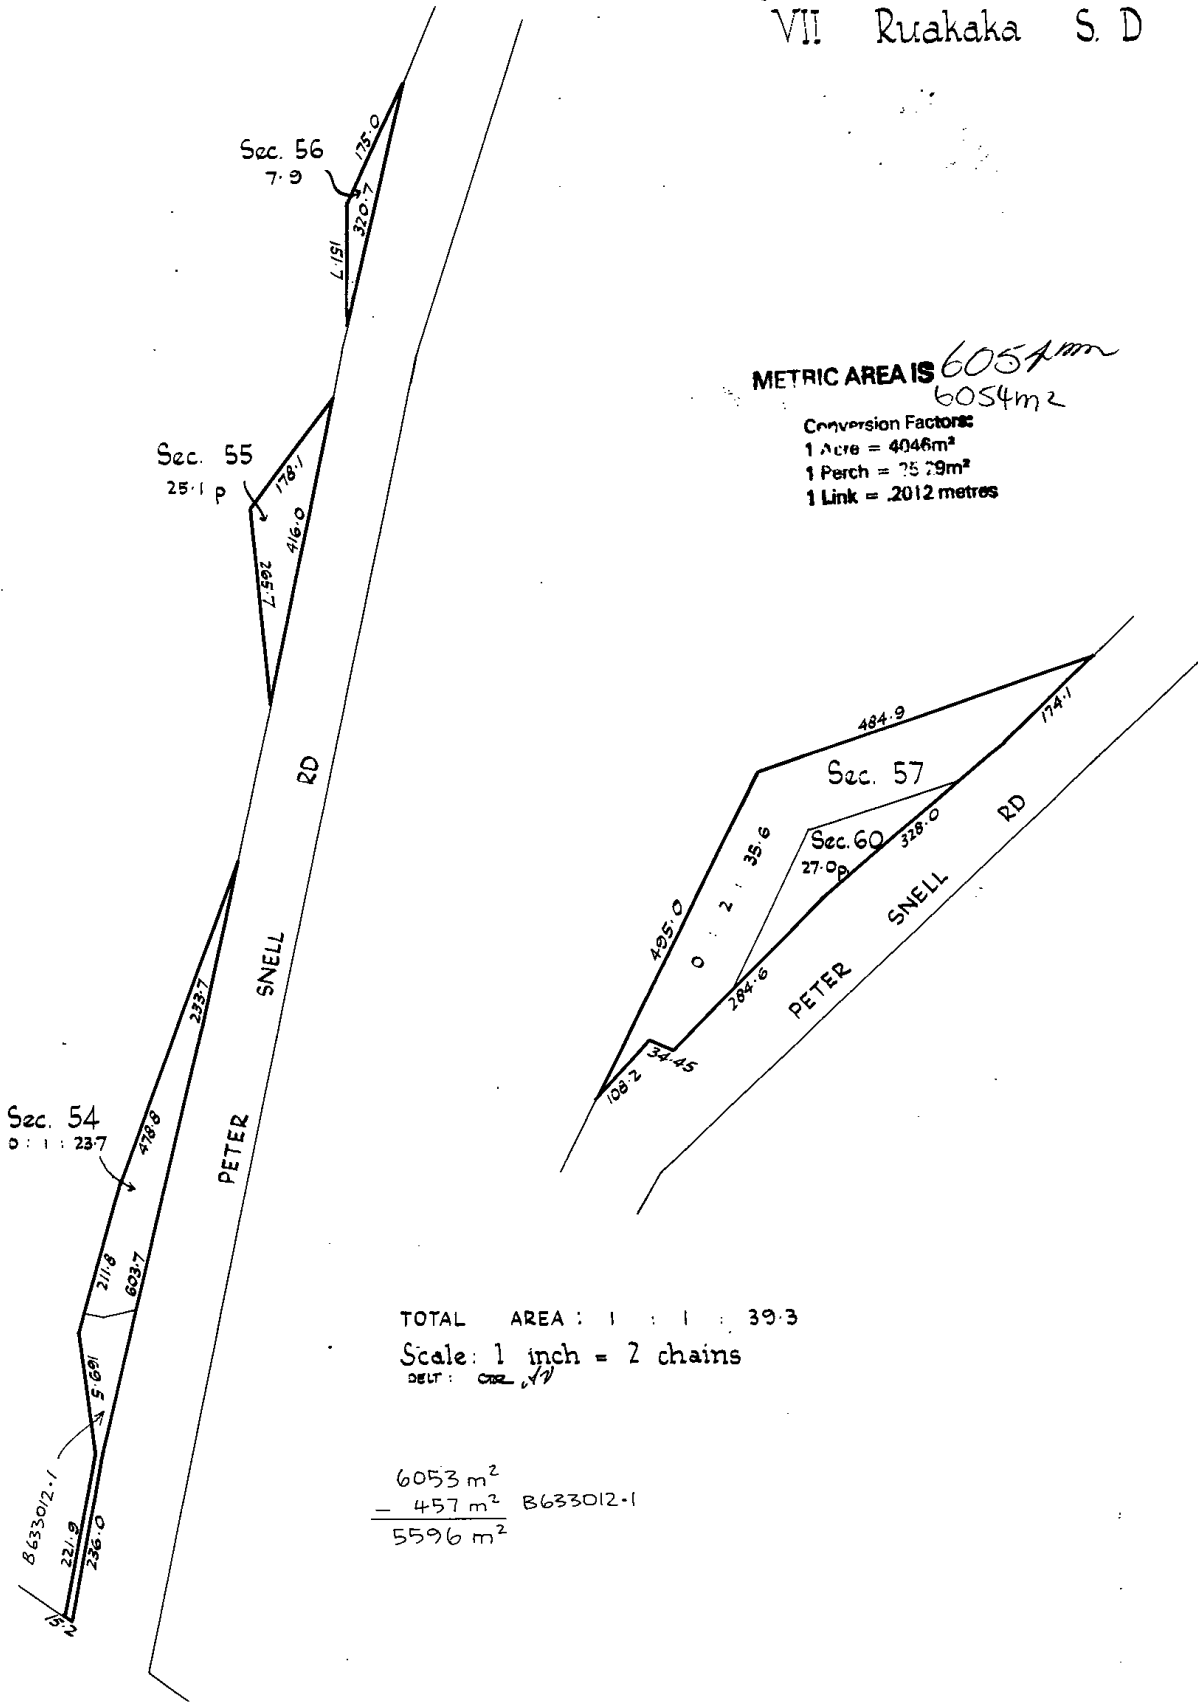 VII Ruakaka S. D
Sec. 56
7·9
175·0
320·7
151·7
METRIC AREA IS 6054
6054m2
Conversion Factors:
1 Acre = 4046m²
1 Perch = 25.29m²
1 Link = .2012 metres
Sec. 55
25·1 p
178·1
416·0
265·7
484·9
174·1
Sec. 57
RD
Sec. 60
27·0p
328·0
0 : 2 : 35·6
495·0
SNELL
284·6
PETER
34·45
108·2
RD
SNELL
233·7
Sec. 54
0 : 1 : 23·7
478·8
PETER
211·8
603·7
TOTAL AREA : 1 : 1 : 39·3
Scale: 1 inch = 2 chains
DELT:
169·5
B633012·1
221·9
236·0
15·2
6053 m²
– 457 m² B633012·1
5596 m²